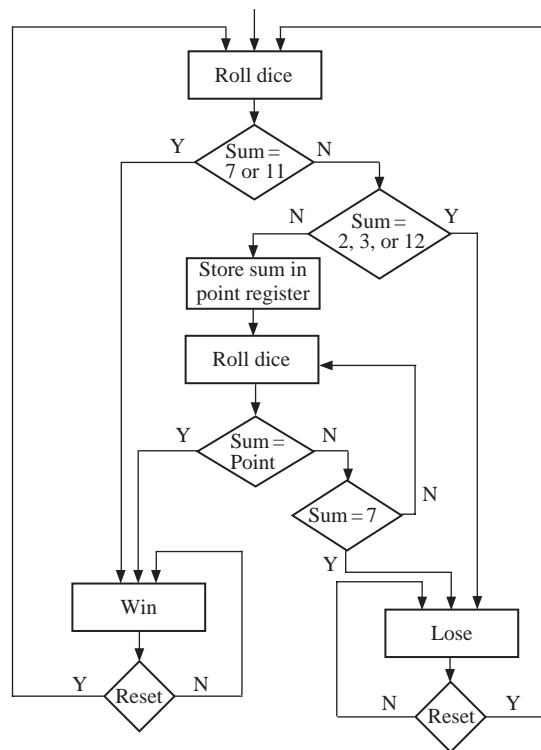 Roll dice
Y
Sum =
7 or 11
N
N
Sum =
2, 3, or 12
Y
Store sum in
point register
Roll dice
Y
Sum =
Point
N
Sum = 7
N
Y
Win
Lose
Y
Reset
N
N
Reset
Y